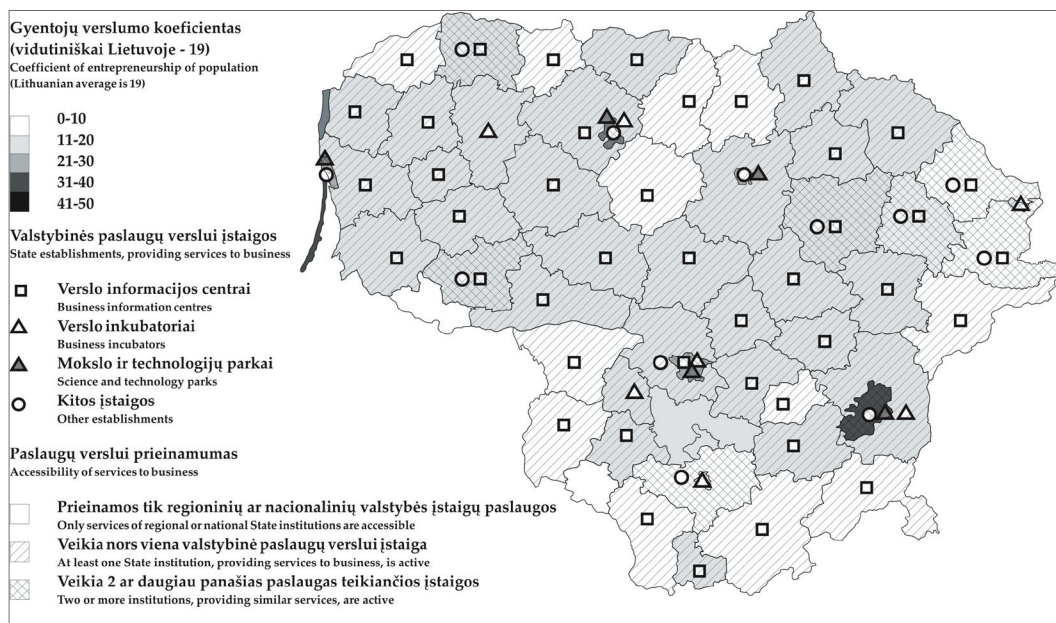 Gyentojų verslumo koeficientas
(vidutiniškai Lietuvoje - 19)
Coefficient of entrepreneurship of population
(Lithuanian average is 19)
0-10
11-20
21-30
31-40
41-50
Valstybinės paslaugų verslui įstaigos
State establishments, providing services to business
Verslo informacijos centrai
Business information centres
Verslo inkubatoriai
Business incubators
Mokslo ir technologijų parkai
Science and technology parks
Kitos įstaigos
Other establishments
Paslaugų verslui prieinamumas
Accessibility of services to business
Prieinamos tik regioninių ar nacionalinių valstybės įstaigų paslaugos
Only services of regional or national State institutions are accessible
Veikia nors viena valstybinė paslaugų verslui įstaiga
At least one State institution, providing services to business, is active
Veikia 2 ar daugiau panašias paslaugas teikiančios įstaigos
Two or more institutions, providing similar services, are active